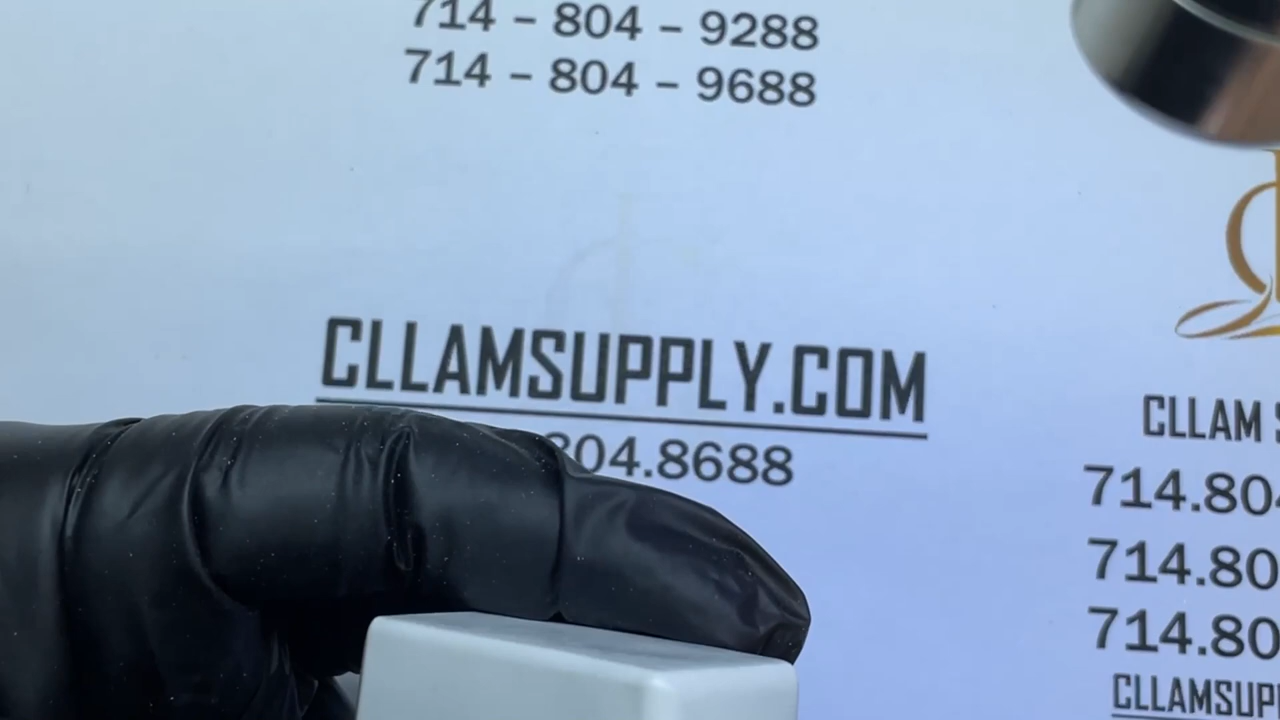 714 - 804 - 9288
714 - 804 - 9688
CLLAMSUPPLY.COM
804.8688
CLLAM
714.80
714.80
714.80
CLLAMSUP